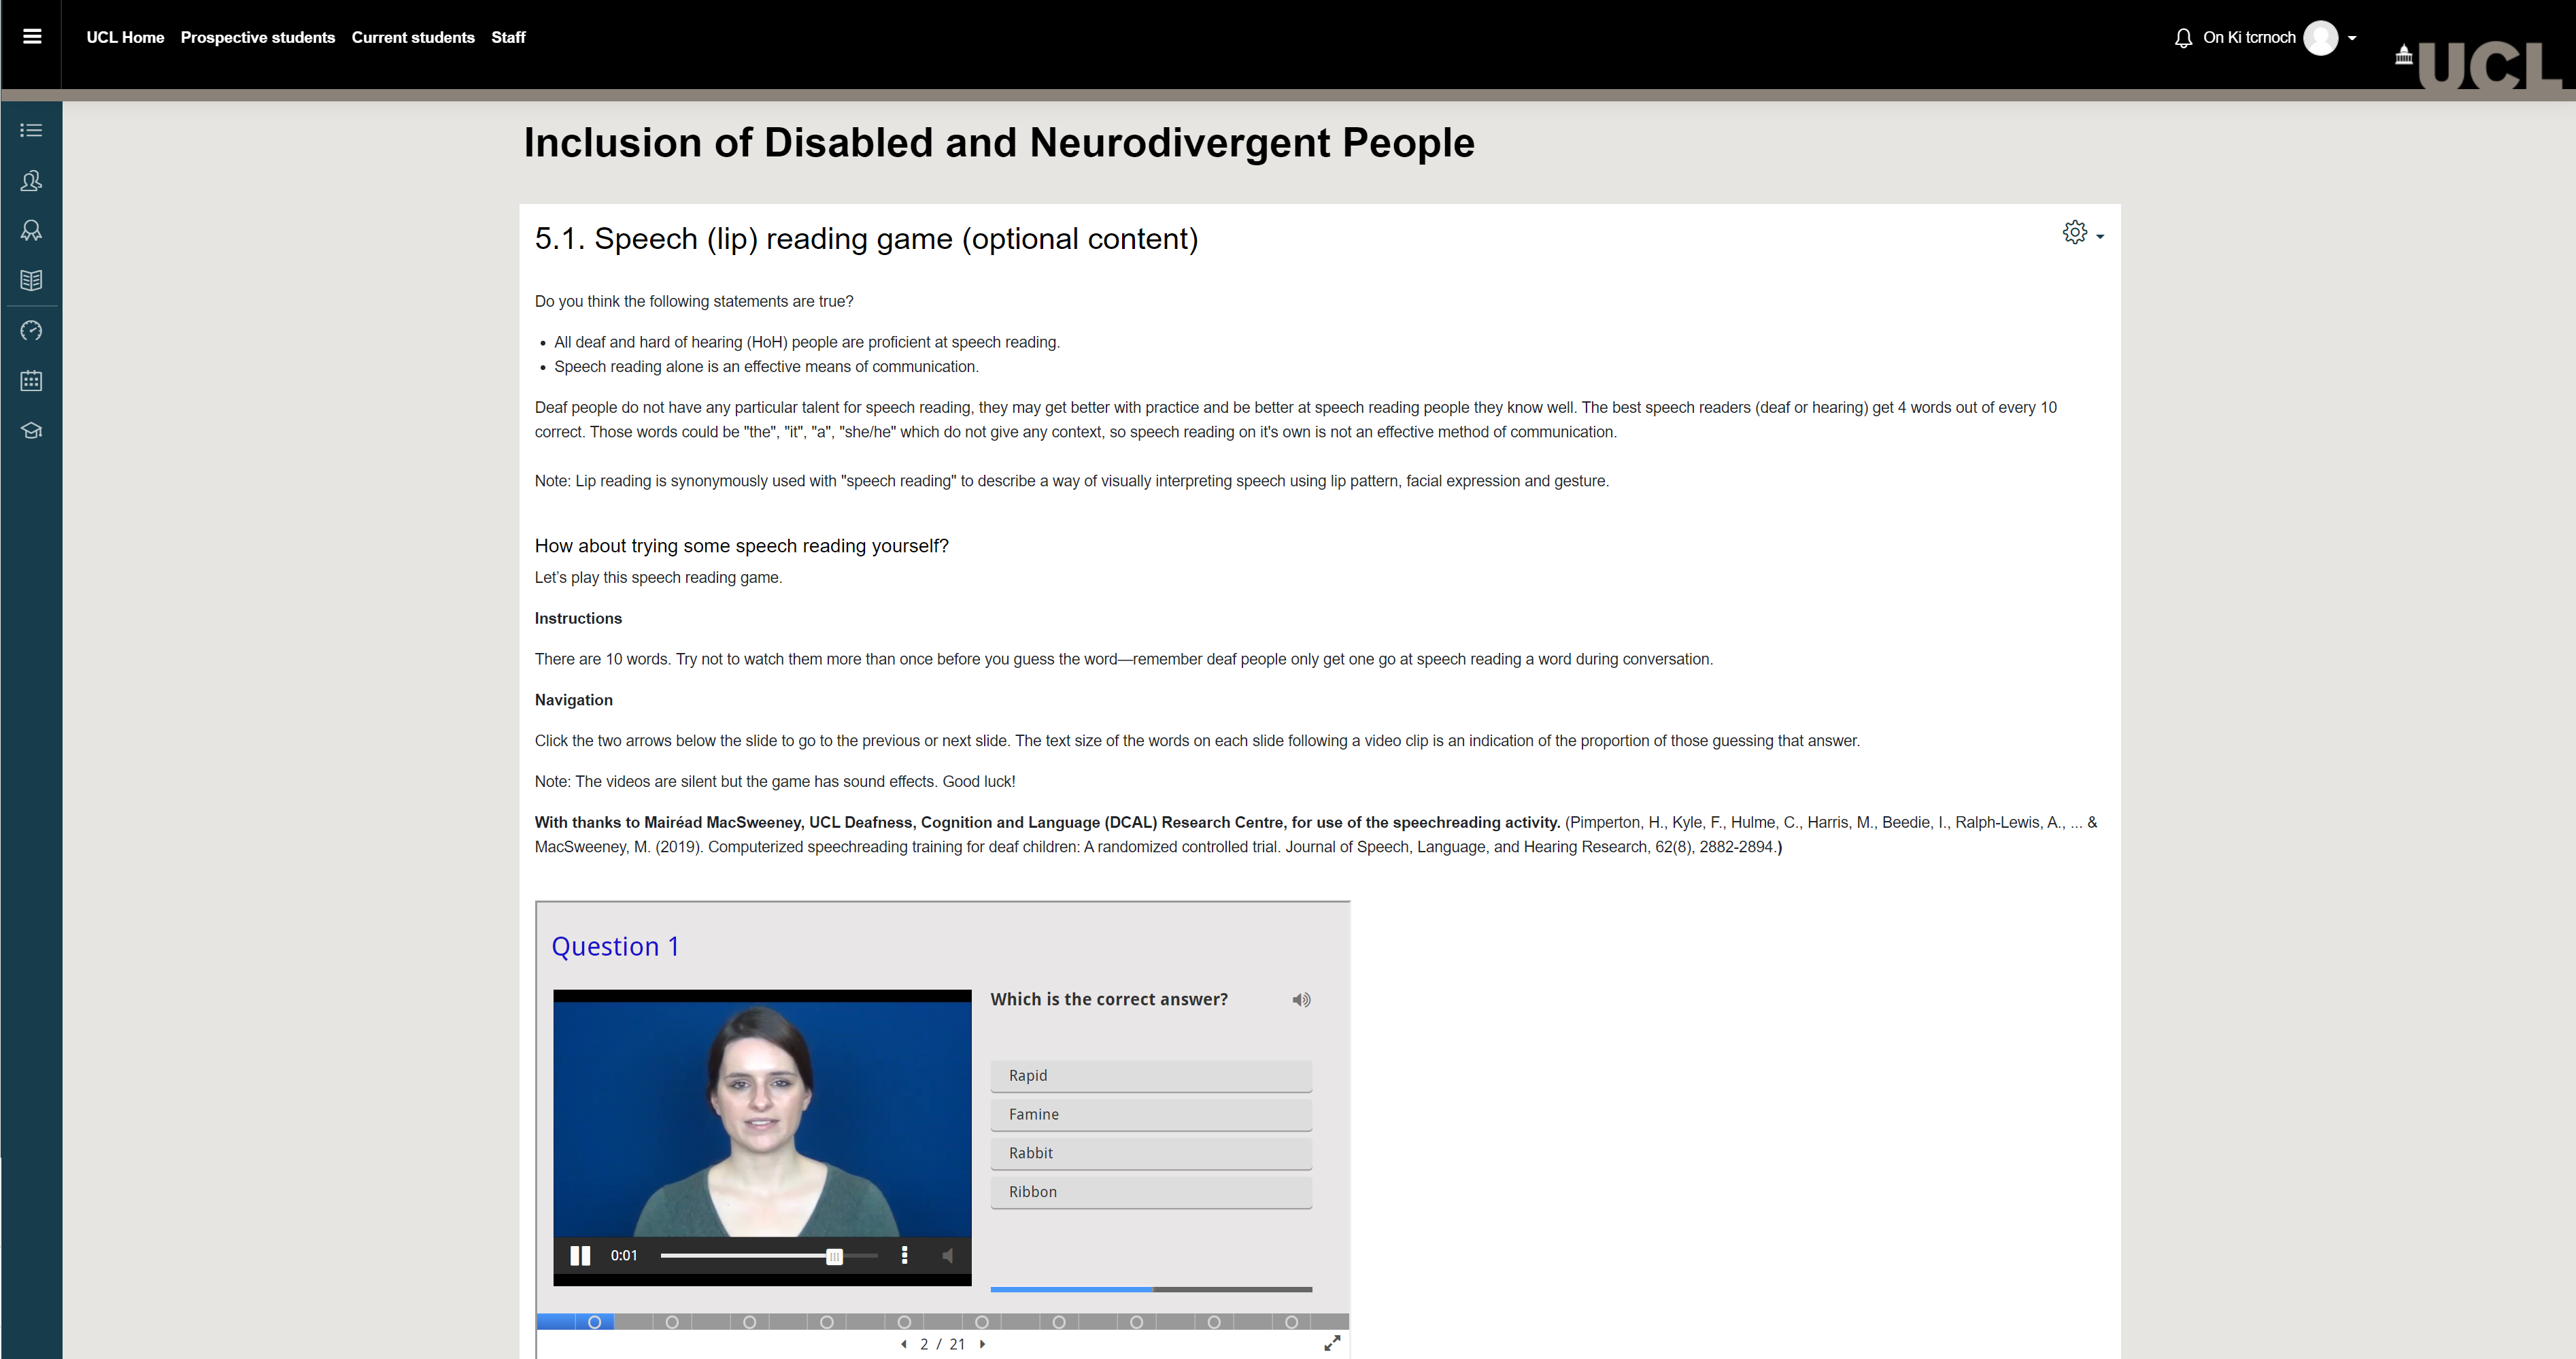 UCL Home Prospective students Current students Staff
On Ki tcrnoch
UCL
Inclusion of Disabled and Neurodivergent People
5.1. Speech (lip) reading game (optional content)
Do you think the following statements are true?
• All deaf and hard of hearing (HoH) people are proficient at speech reading.
• Speech reading alone is an effective means of communication.
Deaf people do not have any particular talent for speech reading, they may get better with practice and be better at speech reading people they know well. The best speech readers (deaf or hearing) get 4 words out of every 10
correct. Those words could be "the", "it", "a", "she/he" which do not give any context, so speech reading on it's own is not an effective method of communication.
Note: Lip reading is synonymously used with "speech reading" to describe a way of visually interpreting speech using lip pattern, facial expression and gesture.
How about trying some speech reading yourself?
Let's play this speech reading game.
Instructions
There are 10 words. Try not to watch them more than once before you guess the word—remember deaf people only get one go at speech reading a word during conversation.
Navigation
Click the two arrows below the slide to go to the previous or next slide. The text size of the words on each slide following a video clip is an indication of the proportion of those guessing that answer.
Note: The videos are silent but the game has sound effects. Good luck!
With thanks to Mairéad MacSweeney, UCL Deafness, Cognition and Language (DCAL) Research Centre, for use of the speechreading activity. (Pimperton, H., Kyle, F., Hulme, C., Harris, M., Beedie, I., Ralph-Lewis, A., ... &
MacSweeney, M. (2019). Computerized speechreading training for deaf children: A randomized controlled trial. Journal of Speech, Language, and Hearing Research, 62(8), 2882-2894.)
Question 1
Which is the correct answer?
Rapid
Famine
Rabbit
Ribbon
0:01
2 / 21